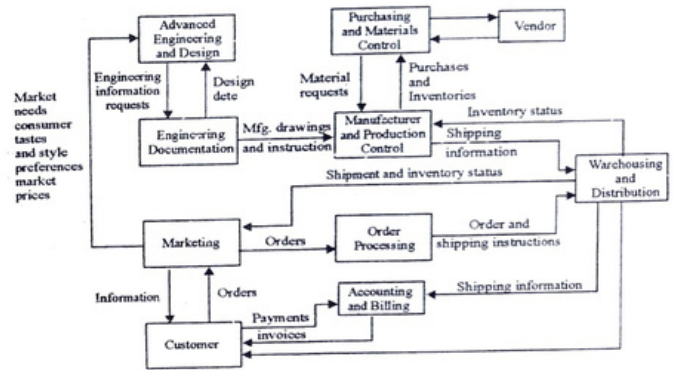 Advanced
Engineering
and Design
Purchasing
and Materials
Control
Vendor
Engineering
information
requests
Design
dete
Material
requests
Purchases
and
Inventories
Market
needs
consumer
tastes
and style
preferences
market
prices
Engineering
Documentation
Mfg. drawings
and instruction
Manufacturer
and Production
Control
Inventory status
Shipping
information
Warehousing
and
Distribution
Shipment and inventory status
Marketing
Orders
Order
Processing
Order and
shipping instructions
Information
Orders
Accounting
and Billing
Shipping information
Payments
invoices
Customer